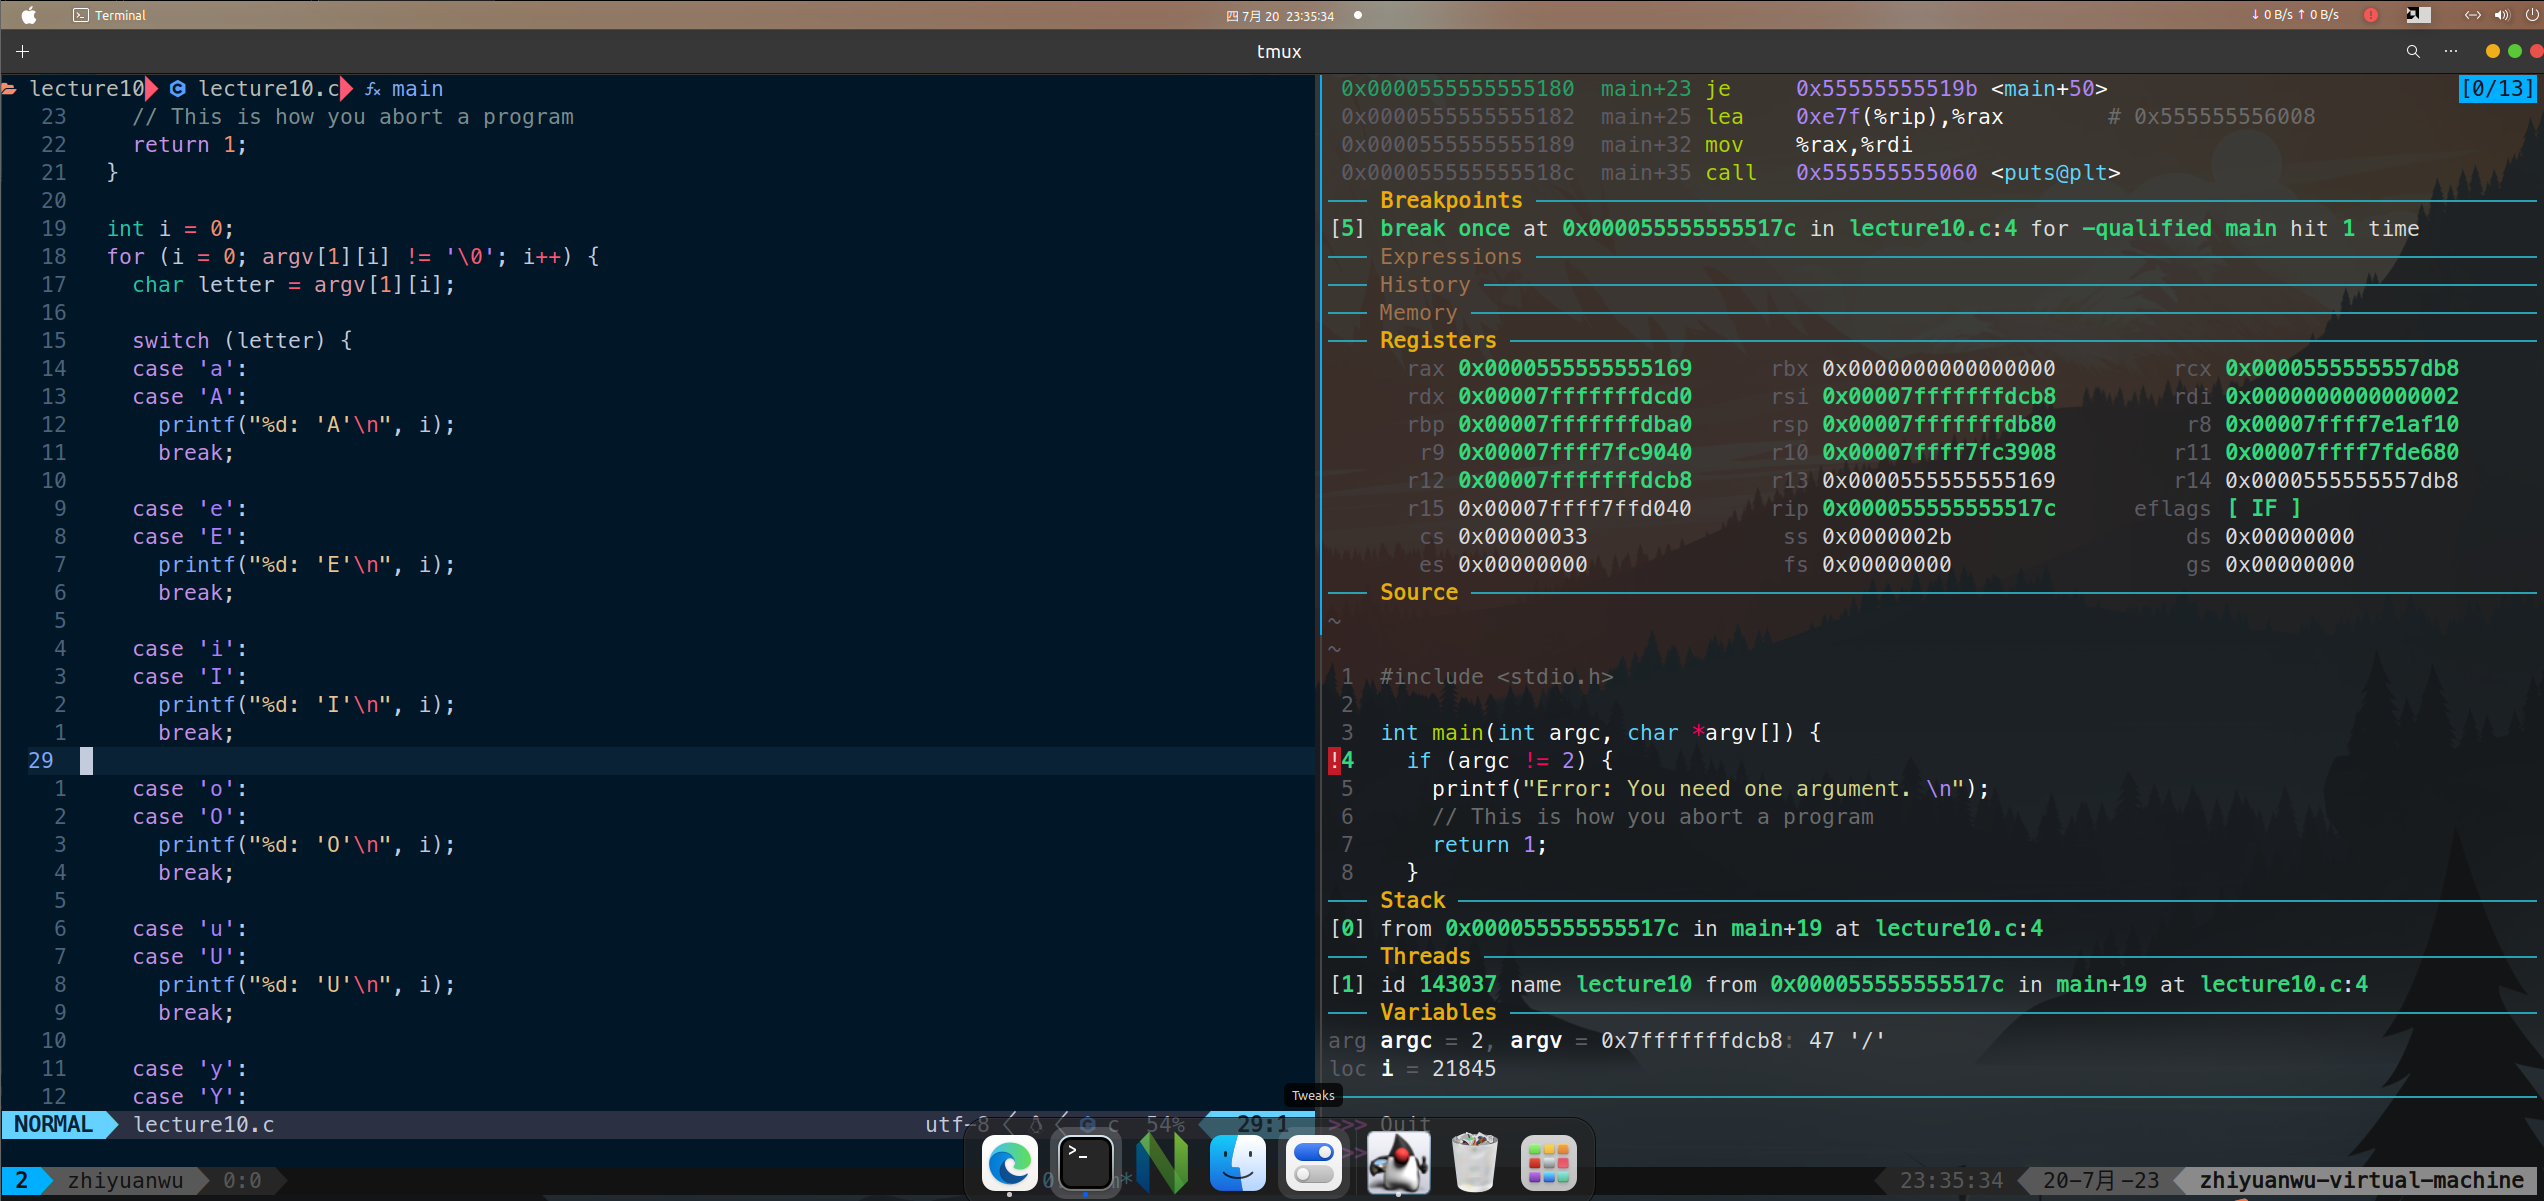 Terminal
四 7月 20 23:35:34
↓ 0 B/s ↑ 0 B/s
tmux
lecture10 lecture10.c main
23 // This is how you abort a program
22 return 1;
21 }
20
19 int i = 0;
18 for (i = 0; argv[1][i] != '\0'; i++) {
17 char letter = argv[1][i];
16
15 switch (letter) {
14 case 'a':
13 case 'A':
12 printf("%d: 'A'\n", i);
11 break;
10
9 case 'e':
8 case 'E':
7 printf("%d: 'E'\n", i);
6 break;
5
4 case 'i':
3 case 'I':
2 printf("%d: 'I'\n", i);
1 break;
29
1 case 'o':
2 case 'O':
3 printf("%d: 'O'\n", i);
4 break;
5
6 case 'u':
7 case 'U':
8 printf("%d: 'U'\n", i);
9 break;
10
11 case 'y':
12 case 'Y':
NORMAL lecture10.c utf-8 c 54% 29:1
0x0000555555555180 main+23 je 0x55555555519b <main+50> [0/13]
0x0000555555555182 main+25 lea 0xe7f(%rip),%rax # 0x555555556008
0x0000555555555189 main+32 mov %rax,%rdi
0x000055555555518c main+35 call 0x555555555060 <puts@plt>
Breakpoints
[5] break once at 0x000055555555517c in lecture10.c:4 for -qualified main hit 1 time
Expressions
History
Memory
Registers
rax 0x0000555555555169 rbx 0x0000000000000000 rcx 0x0000555555557db8
rdx 0x00007fffffffdcd0 rsi 0x00007fffffffdcb8 rdi 0x0000000000000002
rbp 0x00007fffffffdba0 rsp 0x00007fffffffdb80 r8 0x00007ffff7e1af10
r9 0x00007ffff7fc9040 r10 0x00007ffff7fc3908 r11 0x00007ffff7fde680
r12 0x00007fffffffdcb8 r13 0x0000555555555169 r14 0x0000555555557db8
r15 0x00007ffff7ffd040 rip 0x000055555555517c eflags [ IF ]
cs 0x00000033 ss 0x0000002b ds 0x00000000
es 0x00000000 fs 0x00000000 gs 0x00000000
Source
~
~
1 #include <stdio.h>
2
3 int main(int argc, char *argv[]) {
!4 if (argc != 2) {
5 printf("Error: You need one argument. \n");
6 // This is how you abort a program
7 return 1;
8 }
Stack
[0] from 0x000055555555517c in main+19 at lecture10.c:4
Threads
[1] id 143037 name lecture10 from 0x000055555555517c in main+19 at lecture10.c:4
Variables
arg argc = 2, argv = 0x7fffffffdcb8: 47 '/'
loc i = 21845
>>> Quit
Tweaks
2 zhiyuanwu 0:0
23:35:34 20-7月-23 zhiyuanwu-virtual-machine